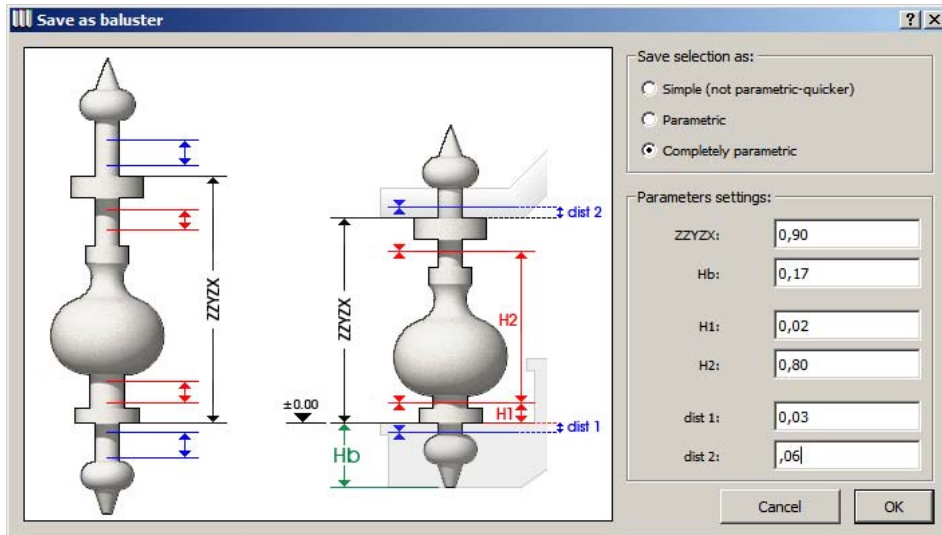 Save as baluster
ZZYZX
ZZYZX
±0.00
Hb
H2
H1
dist 2
dist 1
Save selection as:
Simple (not parametric-quicker)
Parametric
Completely parametric
Parameters settings:
ZZYZX: 0,90
Hb: 0,17
H1: 0,02
H2: 0,80
dist 1: 0,03
dist 2: ,06
Cancel OK